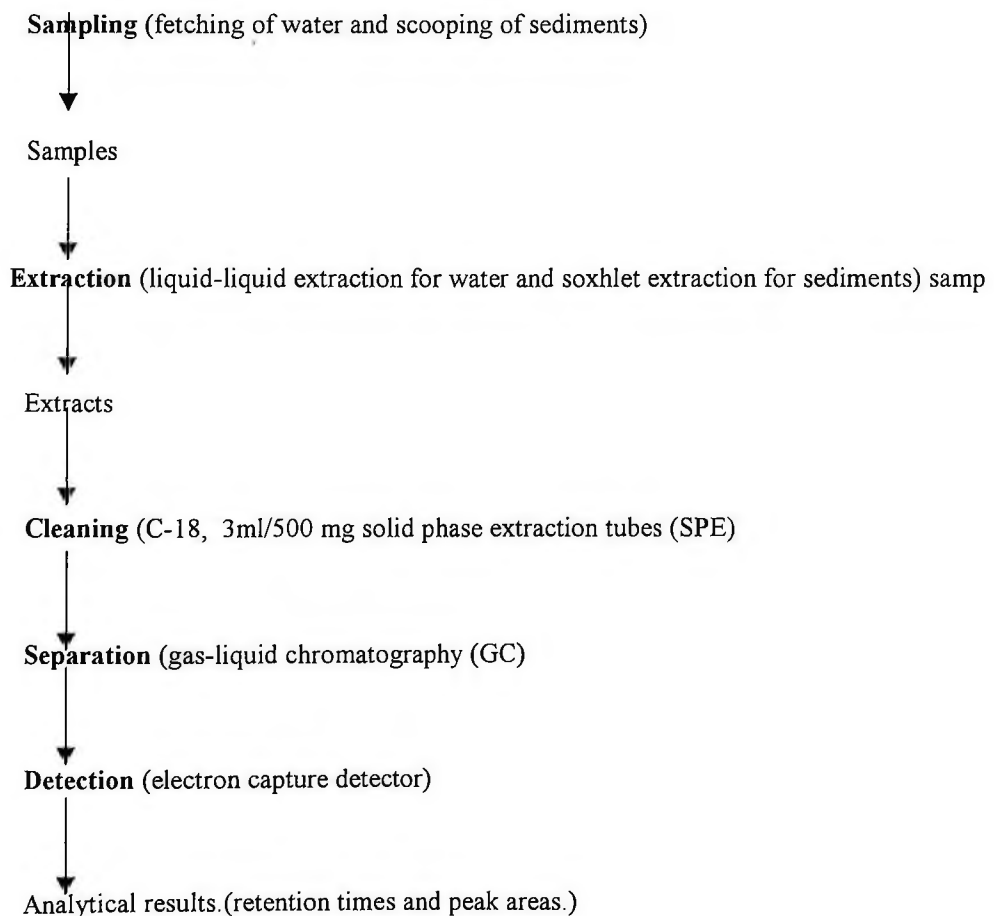 Sampling (fetching of water and scooping of sediments)
Samples
Extraction (liquid-liquid extraction for water and soxhlet extraction for sediments) samp
Extracts
Cleaning (C-18, 3ml/500 mg solid phase extraction tubes (SPE)
Separation (gas-liquid chromatography (GC)
Detection (electron capture detector)
Analytical results.(retention times and peak areas.)